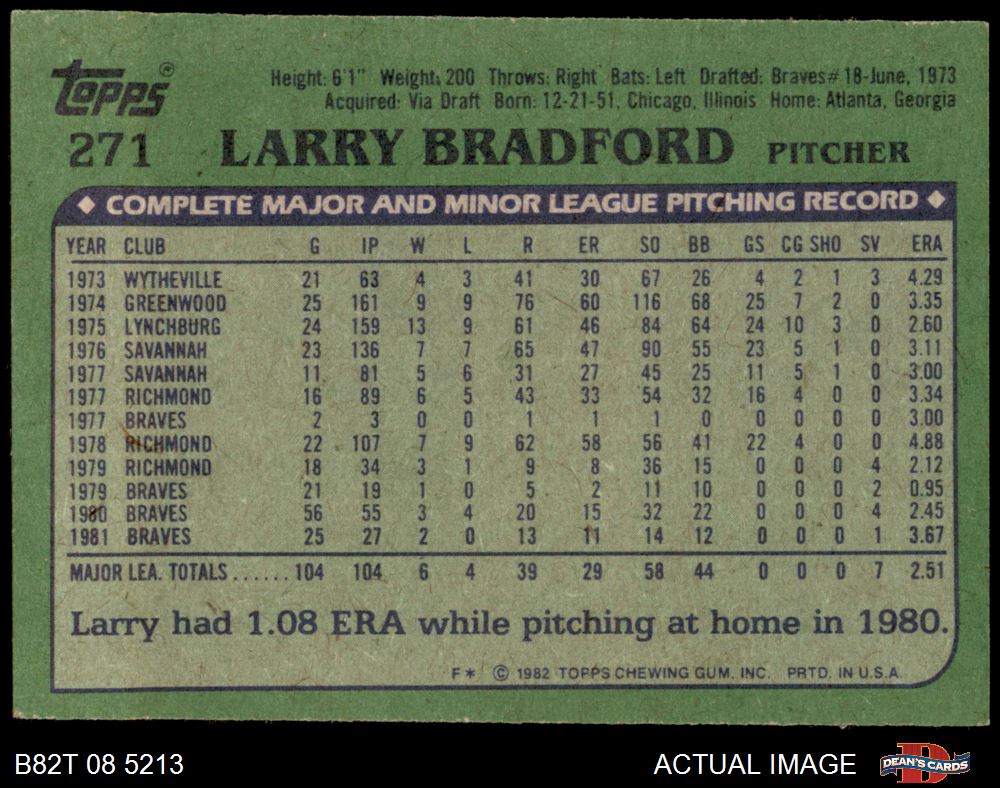 Topps®
Height: 6'1" Weight: 200 Throws: Right Bats: Left Drafted: Braves# 18-June, 1973
Acquired: Via Draft Born: 12-21-51, Chicago, Illinois Home: Atlanta, Georgia
271 LARRY BRADFORD PITCHER
◆ COMPLETE MAJOR AND MINOR LEAGUE PITCHING RECORD ◆
YEAR CLUB G IP W L R ER SO BB GS CG SHO SV ERA
1973 WYTHEVILLE 21 63 4 3 41 30 67 26 4 2 1 3 4.29
1974 GREENWOOD 25 161 9 9 76 60 116 68 25 7 2 0 3.35
1975 LYNCHBURG 24 159 13 9 61 46 84 64 24 10 3 0 2.60
1976 SAVANNAH 23 136 7 7 65 47 90 55 23 5 1 0 3.11
1977 SAVANNAH 11 81 5 6 31 27 45 25 11 5 1 0 3.00
1977 RICHMOND 16 89 6 5 43 33 54 32 16 4 0 0 3.34
1977 BRAVES 2 3 0 0 1 1 1 0 0 0 0 0 3.00
1978 RICHMOND 22 107 7 9 62 58 56 41 22 4 0 0 4.88
1979 RICHMOND 18 34 3 1 9 8 36 15 0 0 0 4 2.12
1979 BRAVES 21 19 1 0 5 2 11 10 0 0 0 2 0.95
1980 BRAVES 56 55 3 4 20 15 32 22 0 0 0 4 2.45
1981 BRAVES 25 27 2 0 13 11 14 12 0 0 0 1 3.67
MAJOR LEA. TOTALS......104 104 6 4 39 29 58 44 0 0 0 7 2.51
Larry had 1.08 ERA while pitching at home in 1980.
F* © 1982 TOPPS CHEWING GUM, INC. PRTD. IN U.S.A.
B82T 08 5213 ACTUAL IMAGE DEAN'S CARDS